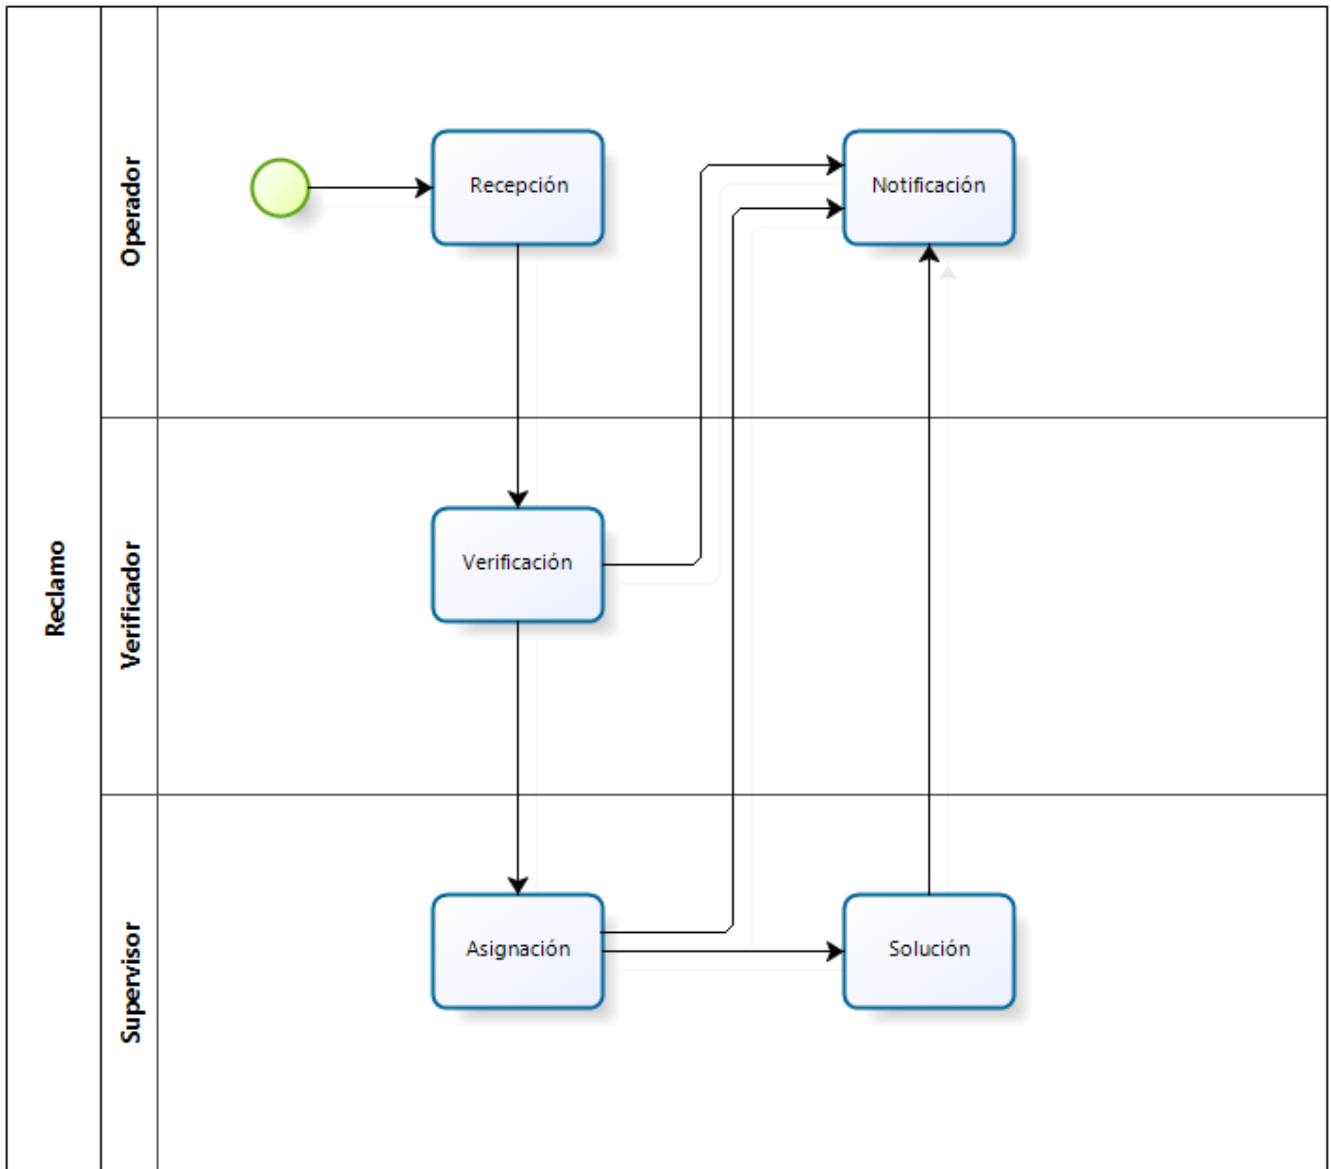 Reclamo
Operador
Recepción
Notificación
Verificador
Verificación
Supervisor
Asignación
Solución